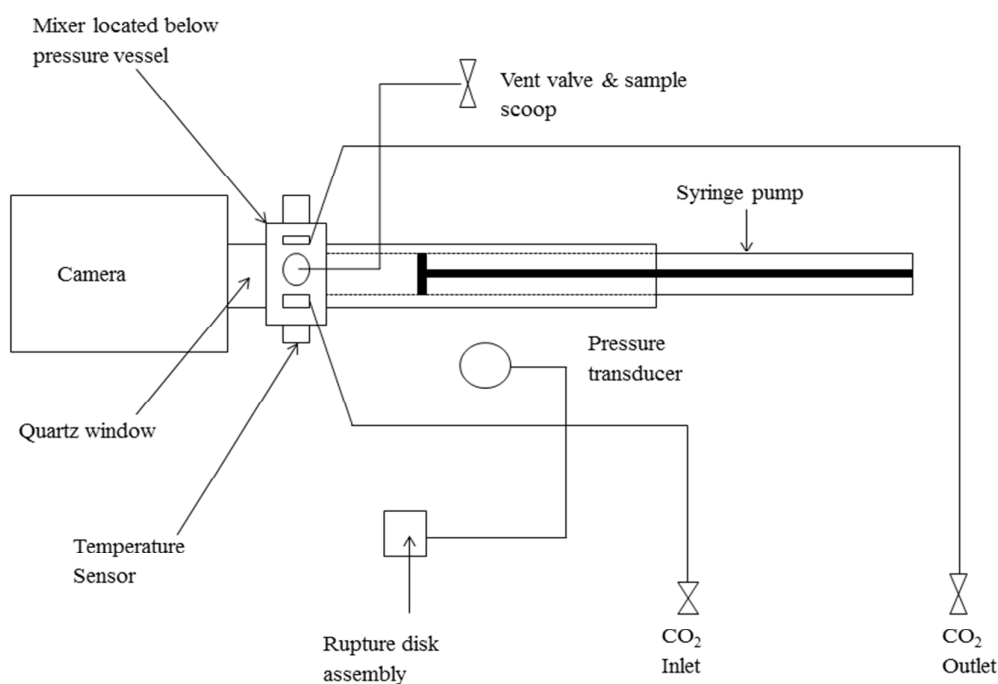 Mixer located below
pressure vessel
Vent valve & sample
scoop
Syringe pump
Camera
Pressure
transducer
Quartz window
Temperature
Sensor
Rupture disk
assembly
CO₂
Inlet
CO₂
Outlet